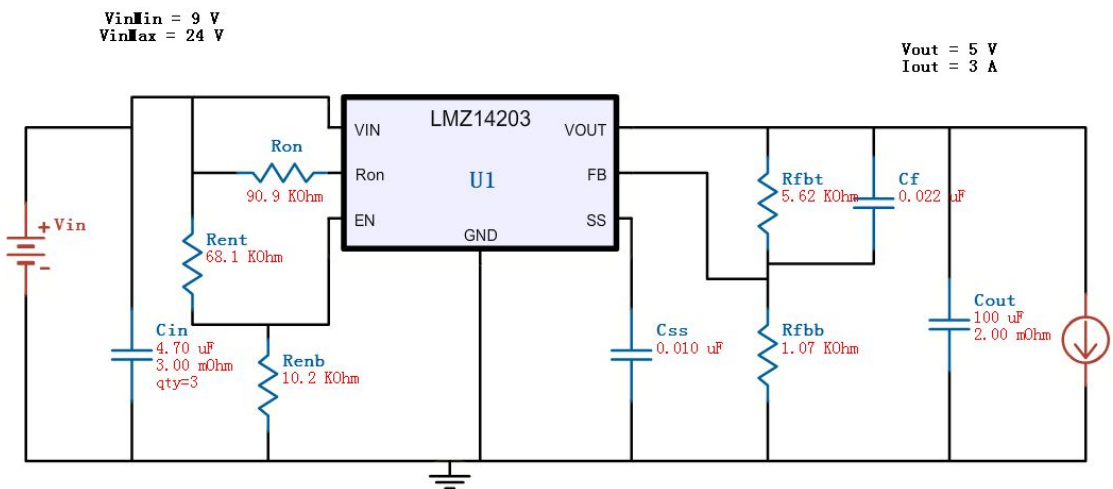 VinMin = 9 V
VinMax = 24 V
Vout = 5 V
Iout = 3 A
LMZ14203
U1
VIN
Ron
EN
GND
VOUT
FB
SS
Ron
90.9 KOhm
Vin
Rent
68.1 KOhm
Cin
4.70 uF
3.00 mOhm
qty=3
Renb
10.2 KOhm
Css
0.010 uF
Rfbt
5.62 KOhm
Cf
0.022 uF
Rfbb
1.07 KOhm
Cout
100 uF
2.00 mOhm